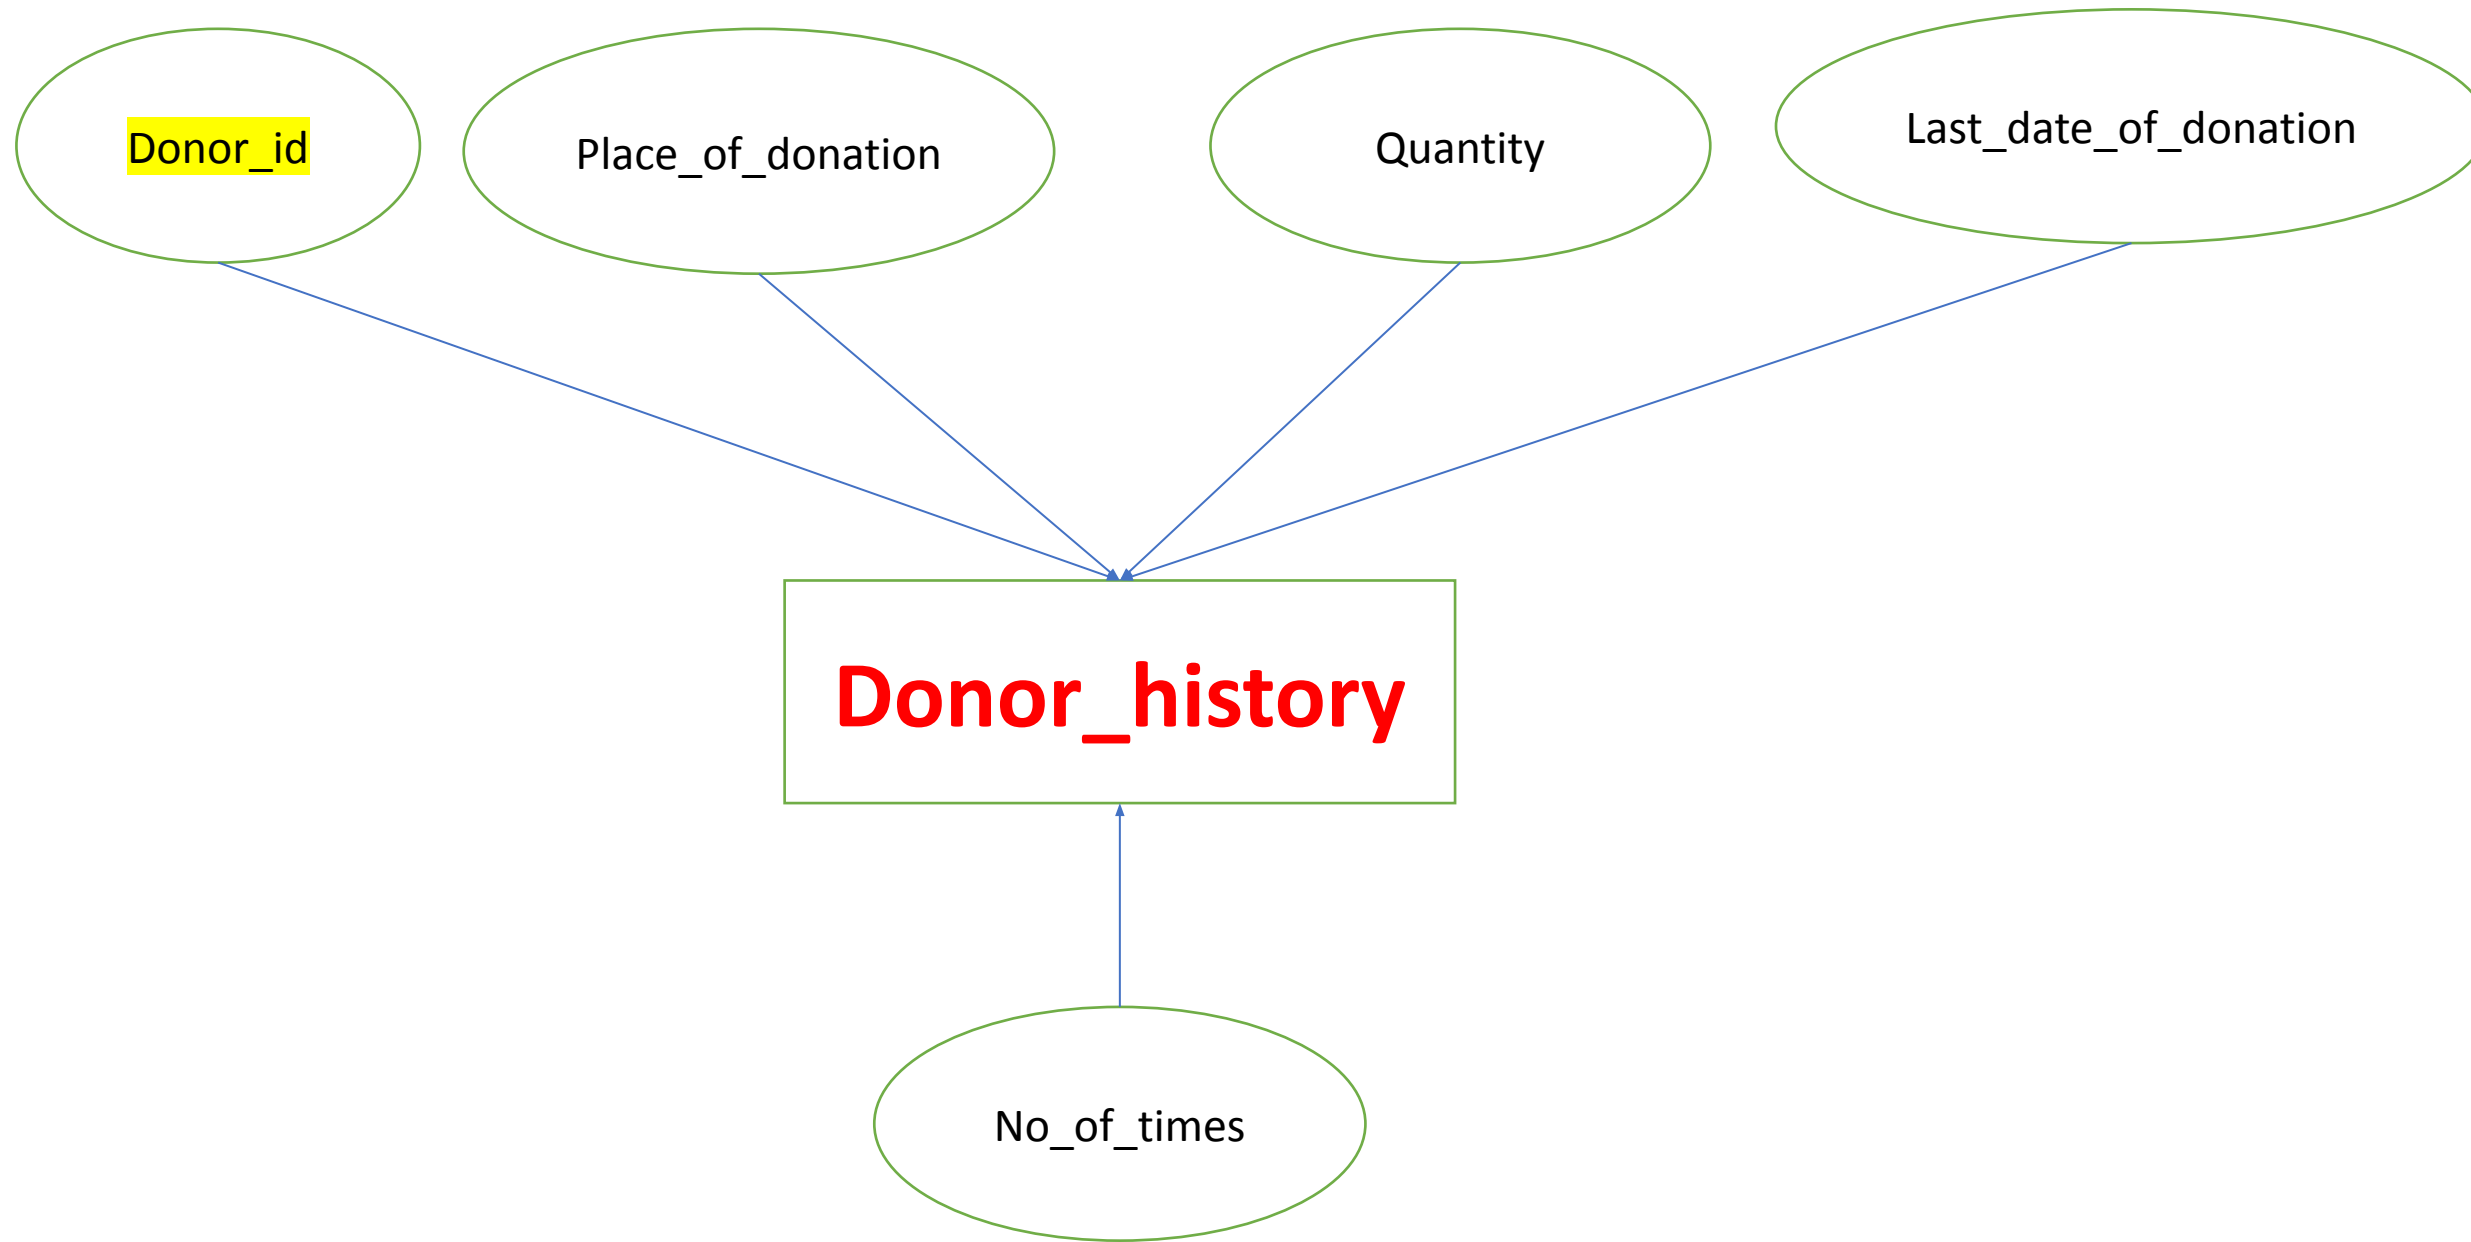 Donor_id
Place_of_donation
Quantity
Last_date_of_donation
Donor_history
No_of_times